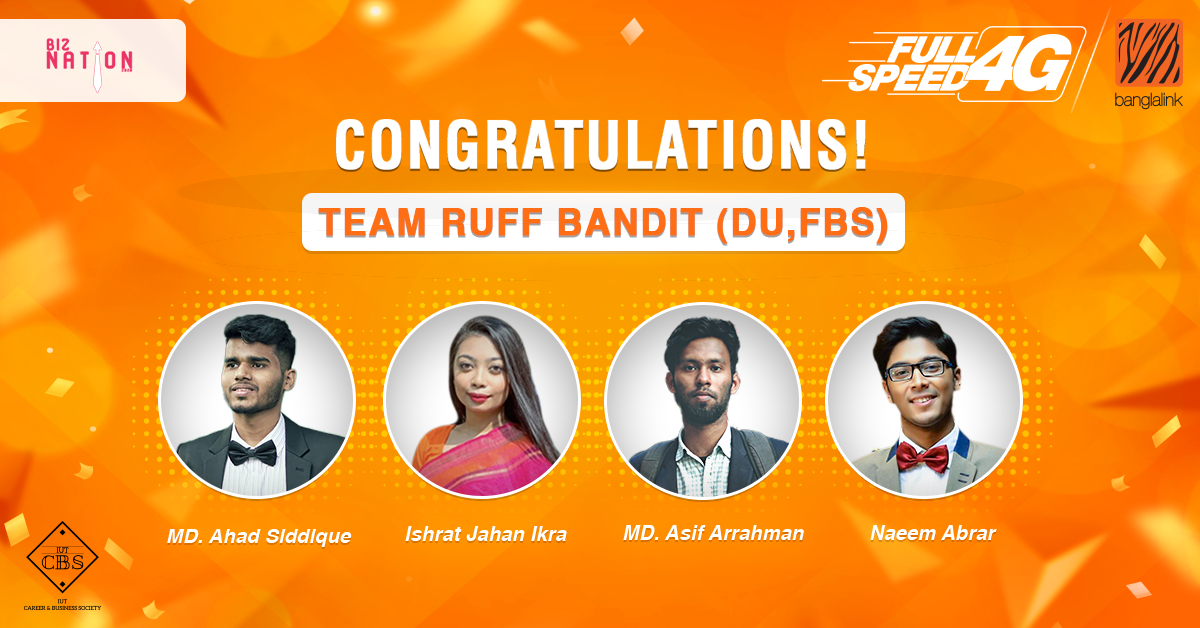 BIZ
NATION
FULL
SPEED 4G
banglalink
CONGRATULATIONS!
TEAM RUFF BANDIT (DU,FBS)
MD. Ahad SIddIque
Ishrat Jahan Ikra
MD. Asif Arrahman
Naeem Abrar
IUT
CBS
IUT
CAREER & BUSINESS SOCIETY